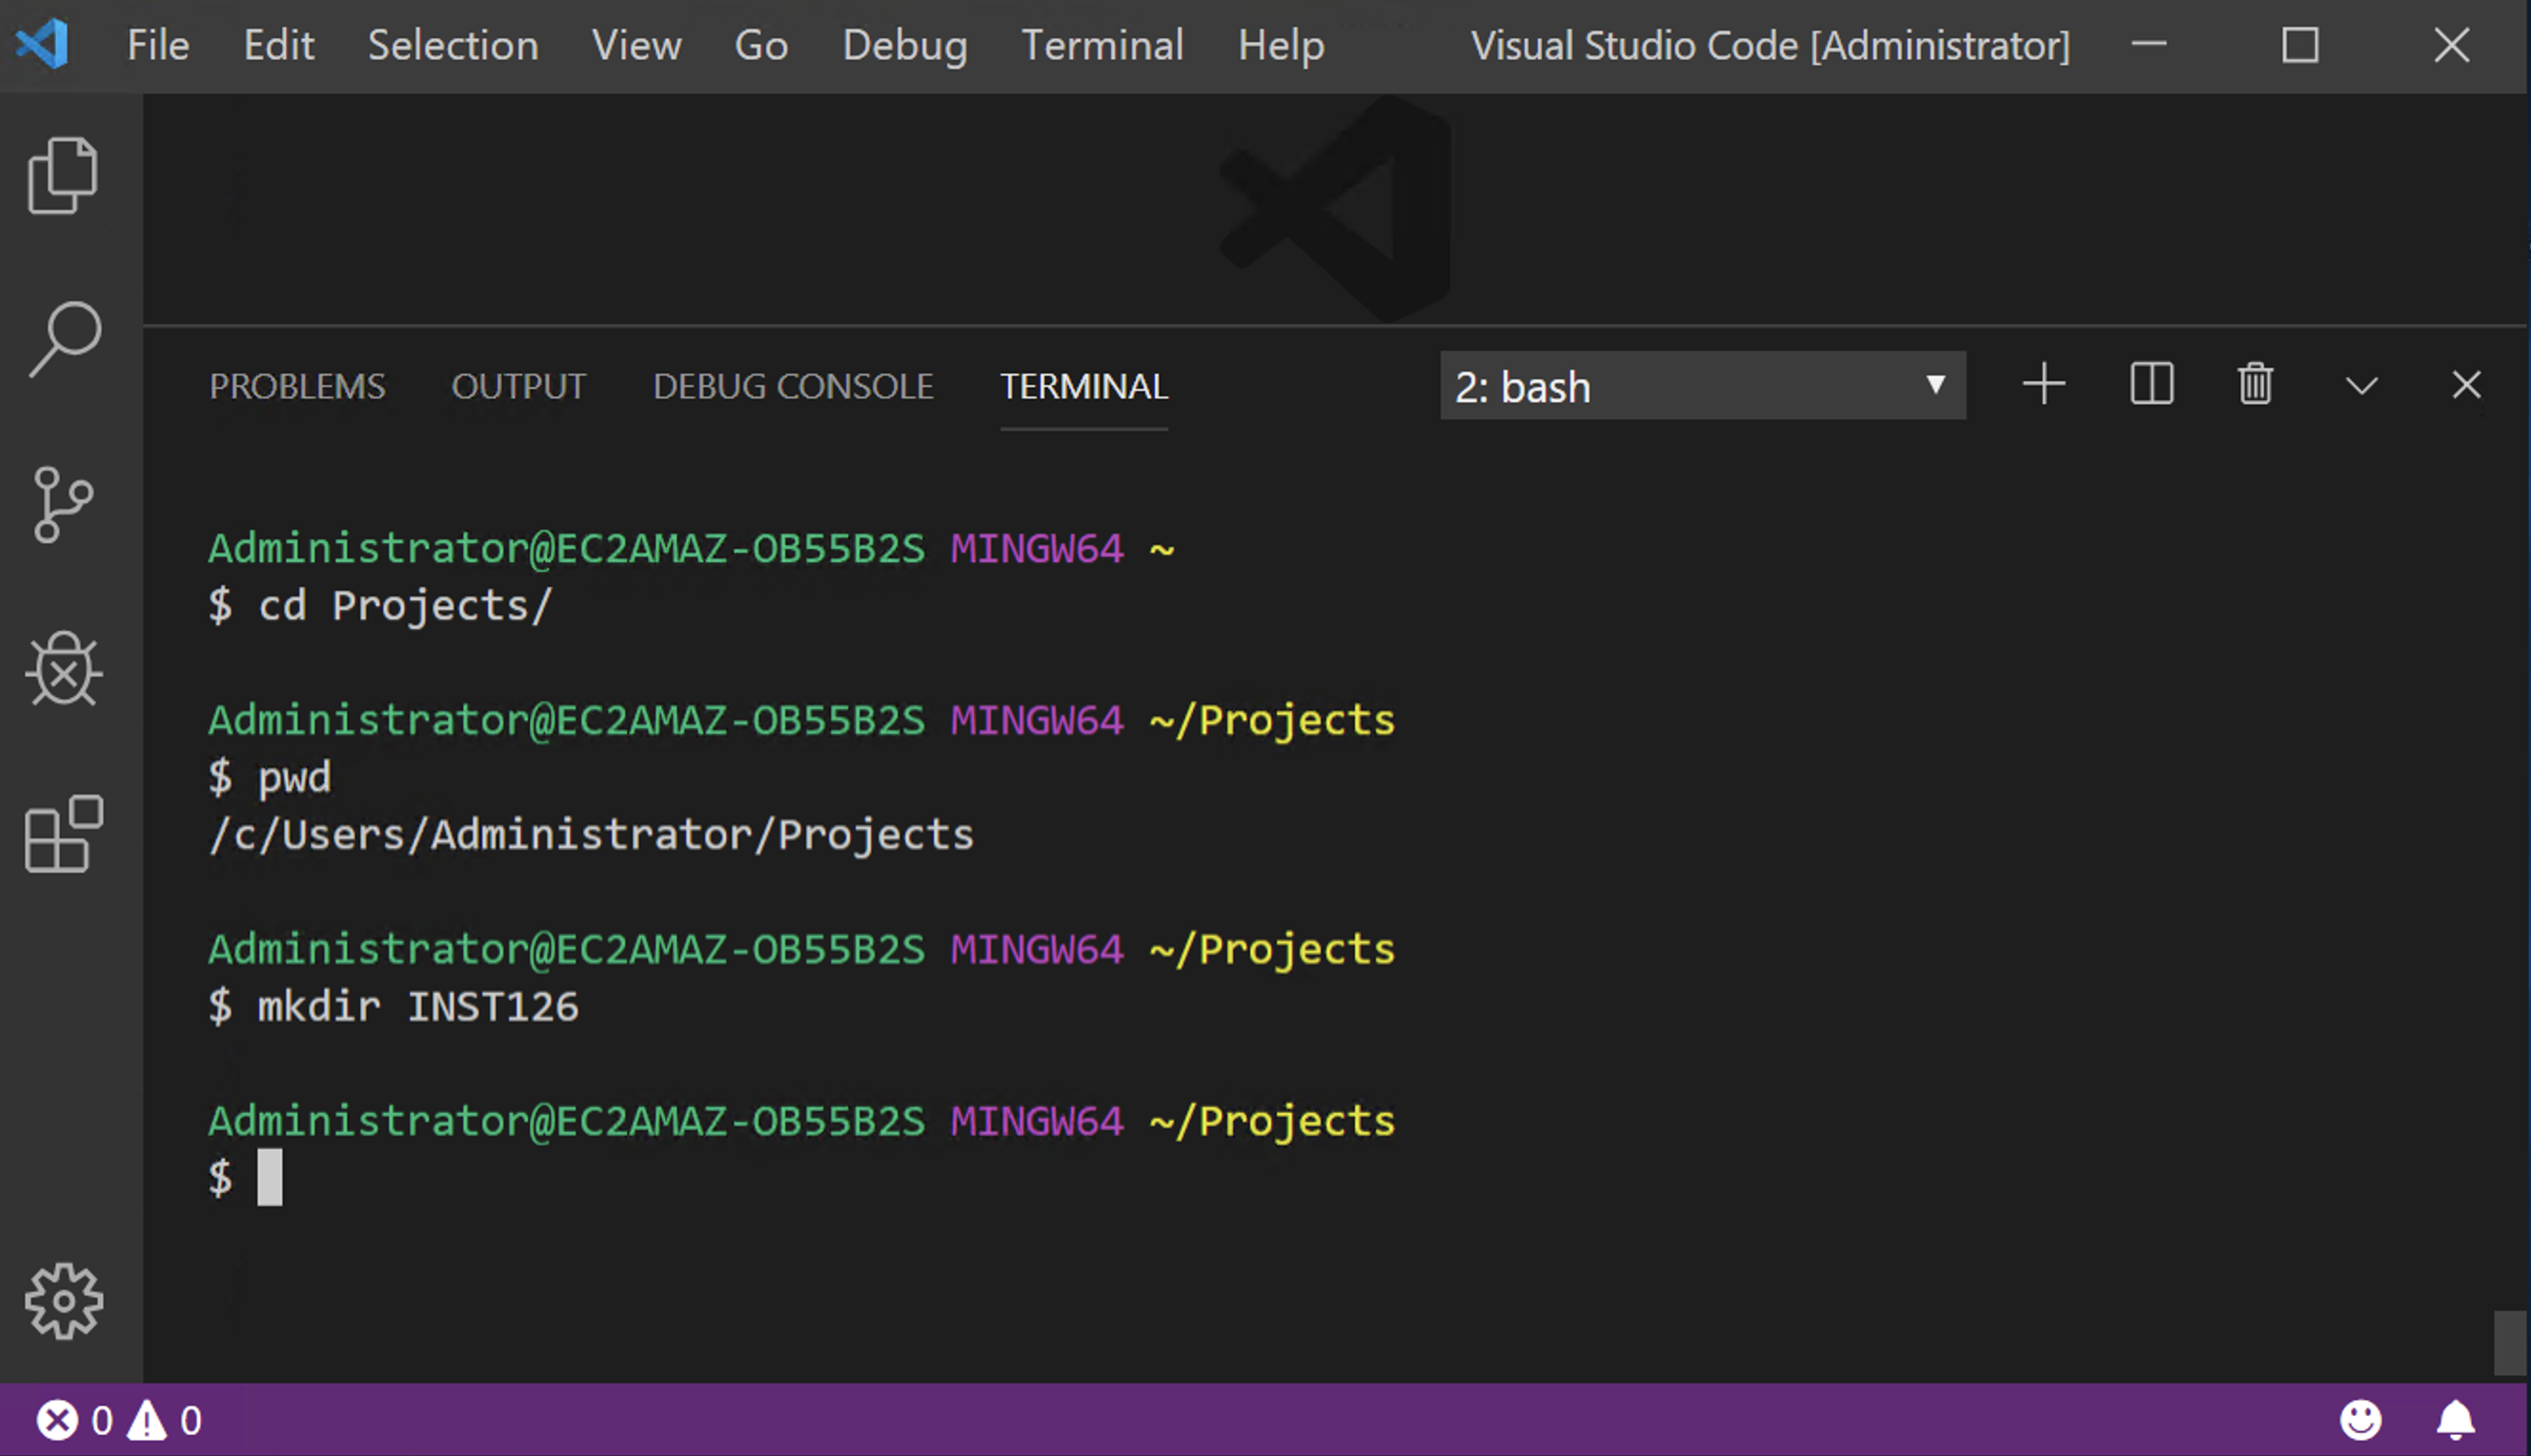 File Edit Selection View Go Debug Terminal Help Visual Studio Code [Administrator]
PROBLEMS OUTPUT DEBUG CONSOLE TERMINAL 2: bash
Administrator@EC2AMAZ-OB55B2S MINGW64 ~
$ cd Projects/
Administrator@EC2AMAZ-OB55B2S MINGW64 ~/Projects
$ pwd
/c/Users/Administrator/Projects
Administrator@EC2AMAZ-OB55B2S MINGW64 ~/Projects
$ mkdir INST126
Administrator@EC2AMAZ-OB55B2S MINGW64 ~/Projects
$
0 0